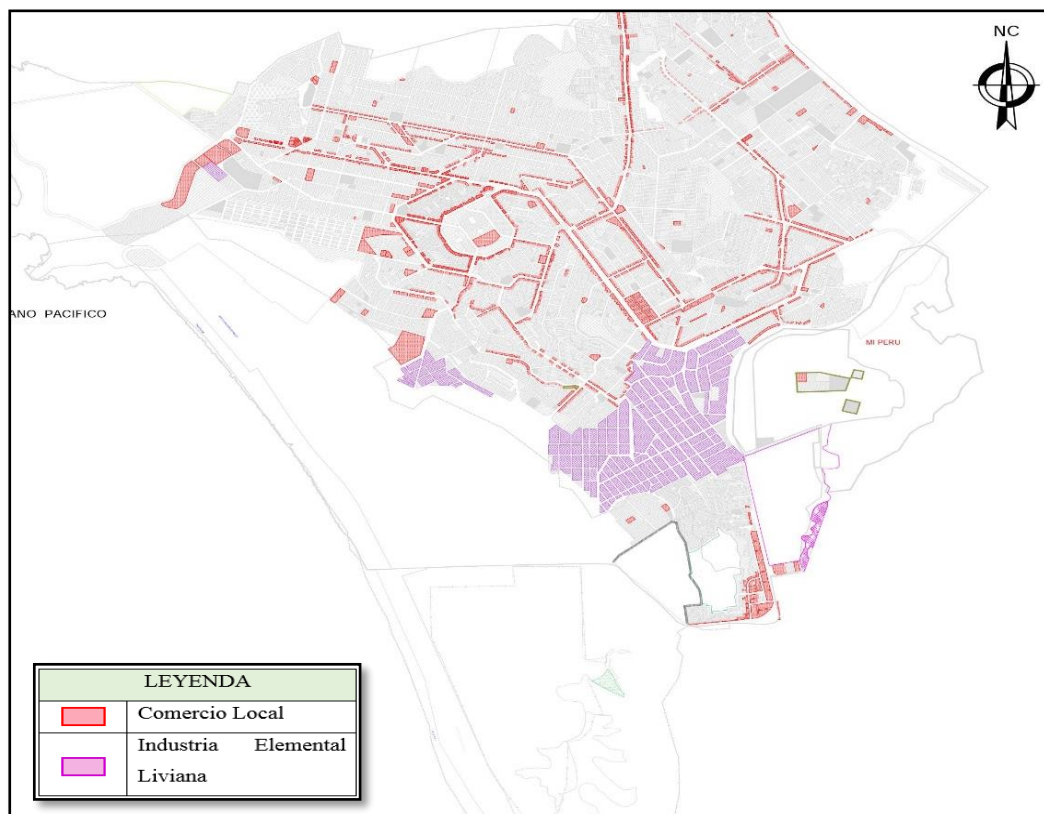 NC
ANO PACIFICO
MI PERU
LEYENDA
Comercio Local
Industria Elemental
Liviana